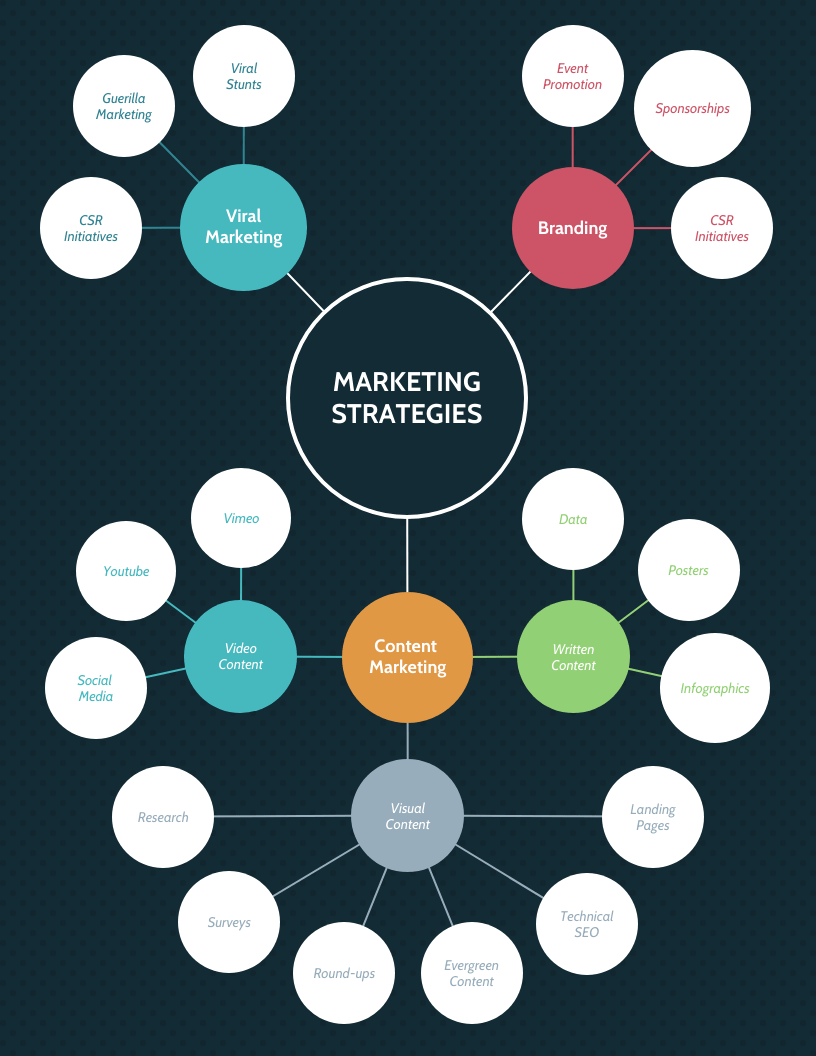 Viral
Stunts
Guerilla
Marketing
CSR
Initiatives
Viral
Marketing
Event
Promotion
Sponsorships
CSR
Initiatives
Branding
MARKETING
STRATEGIES
Vimeo
Youtube
Social
Media
Video
Content
Content
Marketing
Data
Posters
Infographics
Written
Content
Visual
Content
Research
Surveys
Round-ups
Evergreen
Content
Technical
SEO
Landing
Pages